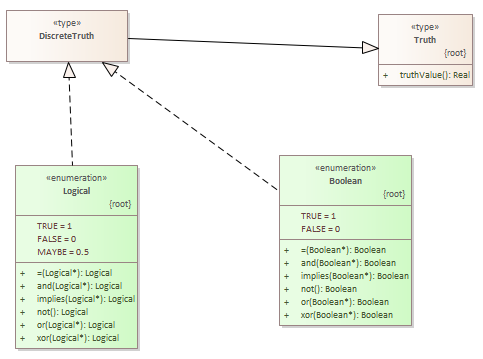 «type»
DiscreteTruth
«type»
Truth
{root}
+ truthValue(): Real
«enumeration»
Logical
{root}
TRUE = 1
FALSE = 0
MAYBE = 0.5
+ =(Logical*): Logical
+ and(Logical*): Logical
+ implies(Logical*): Logical
+ not(): Logical
+ or(Logical*): Logical
+ xor(Logical*): Logical
«enumeration»
Boolean
{root}
TRUE = 1
FALSE = 0
+ =(Boolean*): Boolean
+ and(Boolean*): Boolean
+ implies(Boolean*): Boolean
+ not(): Boolean
+ or(Boolean*): Boolean
+ xor(Boolean*): Boolean